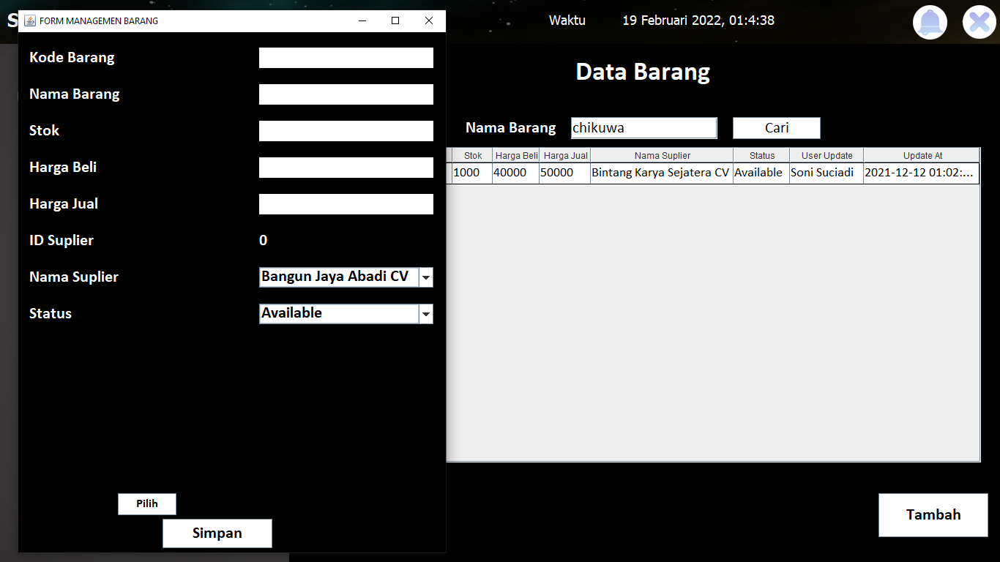 S
FORM MANAGEMEN BARANG
Waktu 19 Februari 2022, 01:4:38
Kode Barang
Nama Barang
Stok
Harga Beli
Harga Jual
ID Suplier 0
Nama Suplier Bangun Jaya Abadi CV
Status Available
Pilih
Simpan
Data Barang
Nama Barang chikuwa Cari
Stok Harga Beli Harga Jual Nama Suplier Status User Update Update At
1000 40000 50000 Bintang Karya Sejatera CV Available Soni Suciadi 2021-12-12 01:02:...
Tambah